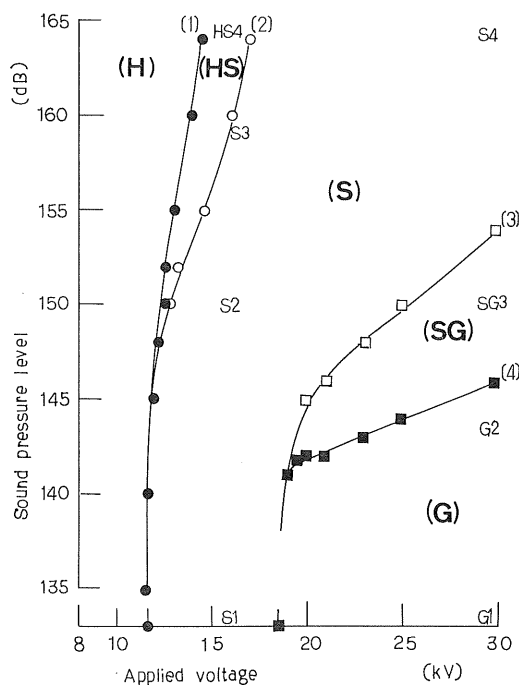 165
(1)
HS4
(2)
S4
(H)
(HS)
(dB)
160
S3
155
(S)
(3)
150
S2
SG3
(SG)
Sound pressure level
145
(4)
G2
140
(G)
135
S1
G1
8
10
15
20
25
30
Applied voltage
(kV)